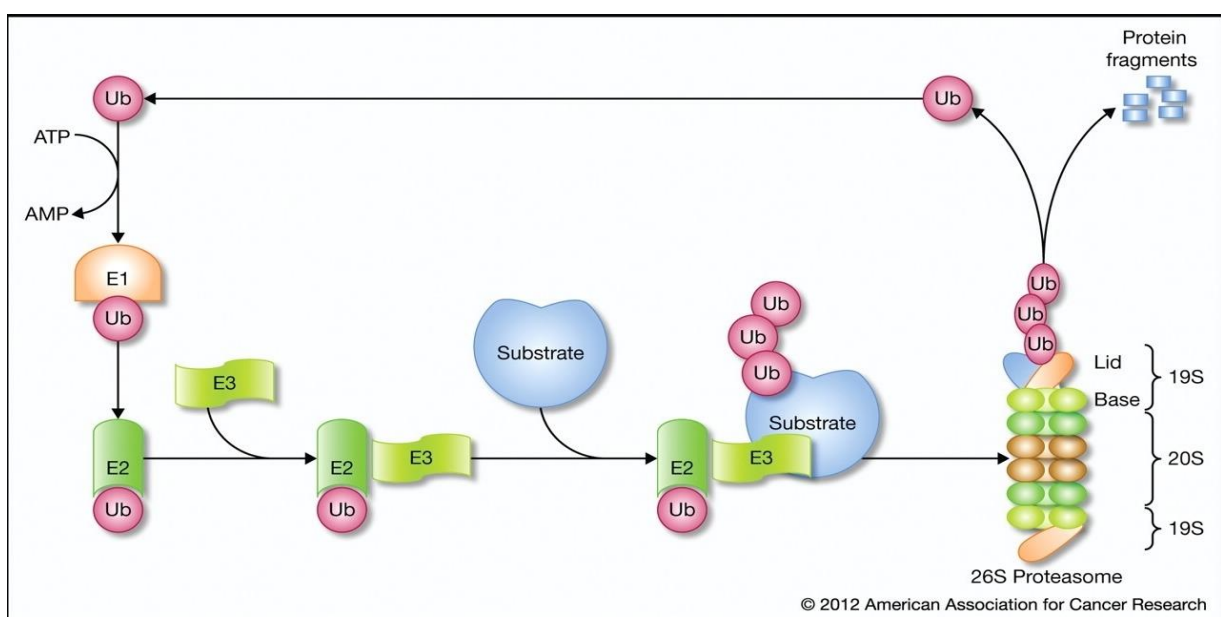 Protein
fragments
Ub
Ub
ATP
AMP
E1
Ub
E3
Substrate
Ub
Ub
Ub
Substrate
Ub
Ub
Ub
Lid
Base
19S
E2
Ub
E2
E3
Ub
E2
E3
Ub
20S
19S
26S Proteasome
© 2012 American Association for Cancer Research